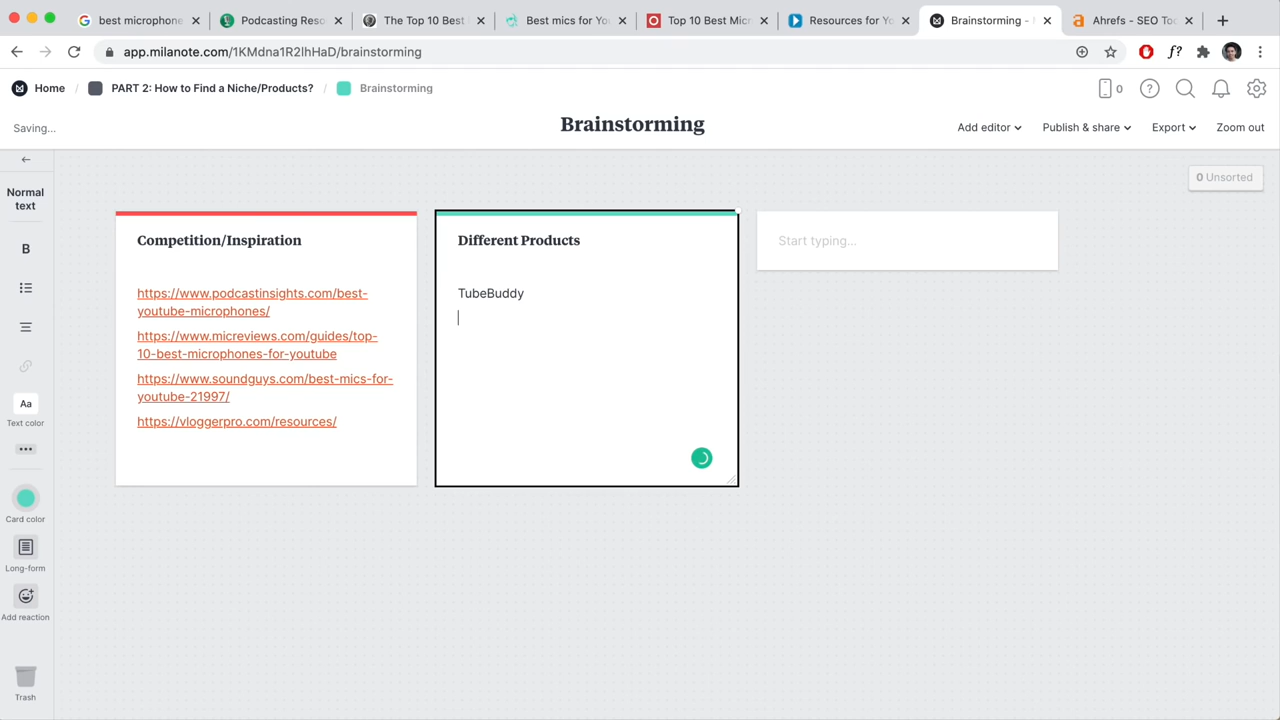 best microphone
Podcasting Reso
The Top 10 Best
Best mics for Yo
Top 10 Best Micr
Resources for Yo
Brainstorming -
Ahrefs - SEO Too
app.milanote.com/1KMdna1R2lhHaD/brainstorming
f?
Home / PART 2: How to Find a Niche/Products? / Brainstorming
0
Saving...
Brainstorming
Add editor
Publish & share
Export
Zoom out
0 Unsorted
Normal
text
B
Aa
Text color
Card color
Long-form
Add reaction
Trash
Competition/Inspiration
https://www.podcastinsights.com/best-
youtube-microphones/
https://www.micreviews.com/guides/top-
10-best-microphones-for-youtube
https://www.soundguys.com/best-mics-for-
youtube-21997/
https://vloggerpro.com/resources/
Different Products
TubeBuddy
Start typing...